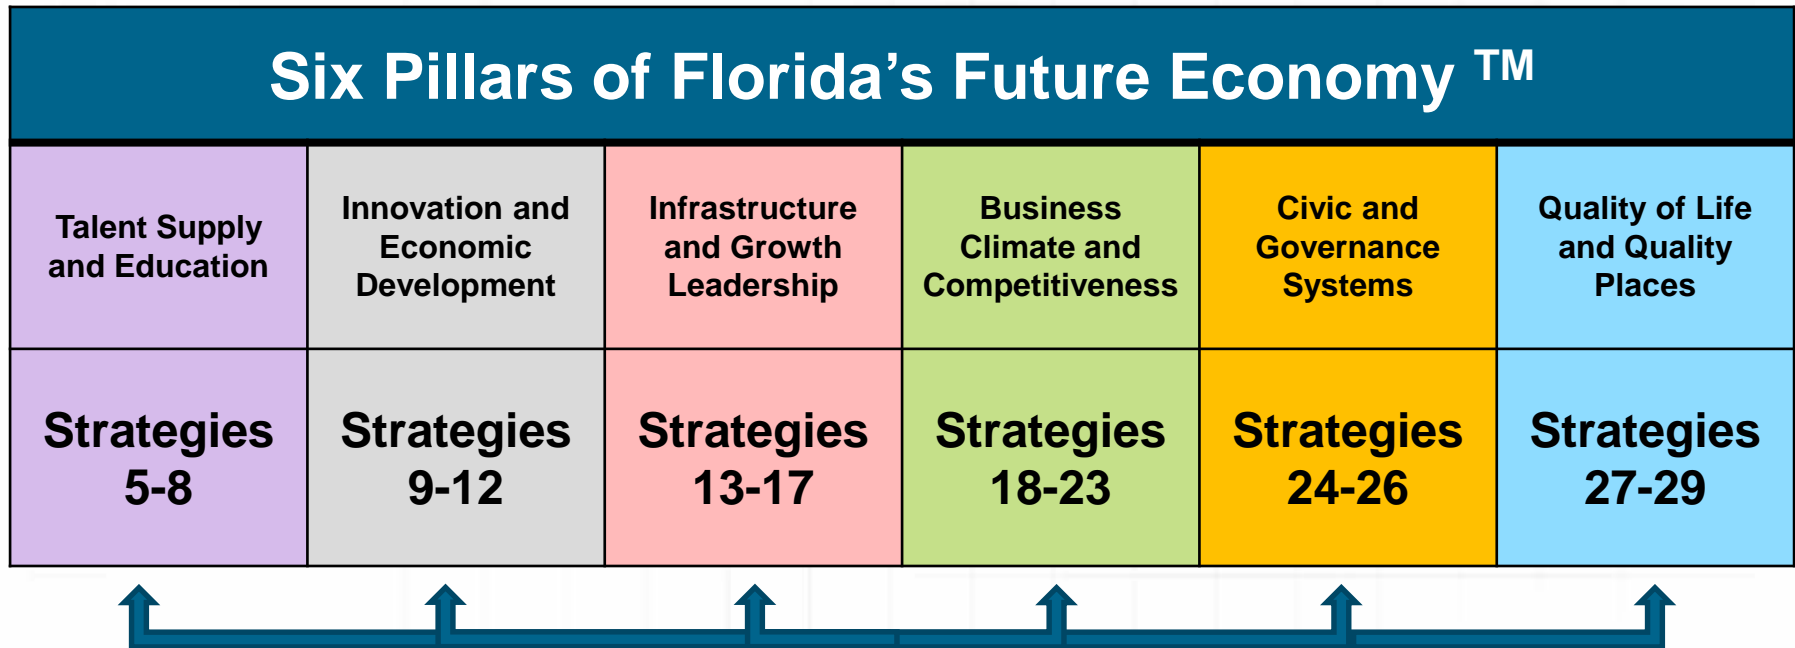 Six Pillars of Florida’s Future Economy TM
Talent Supply
and Education
Innovation and
Economic
Development
Infrastructure
and Growth
Leadership
Business
Climate and
Competitiveness
Civic and
Governance
Systems
Quality of Life
and Quality
Places
Strategies
5-8
Strategies
9-12
Strategies
13-17
Strategies
18-23
Strategies
24-26
Strategies
27-29